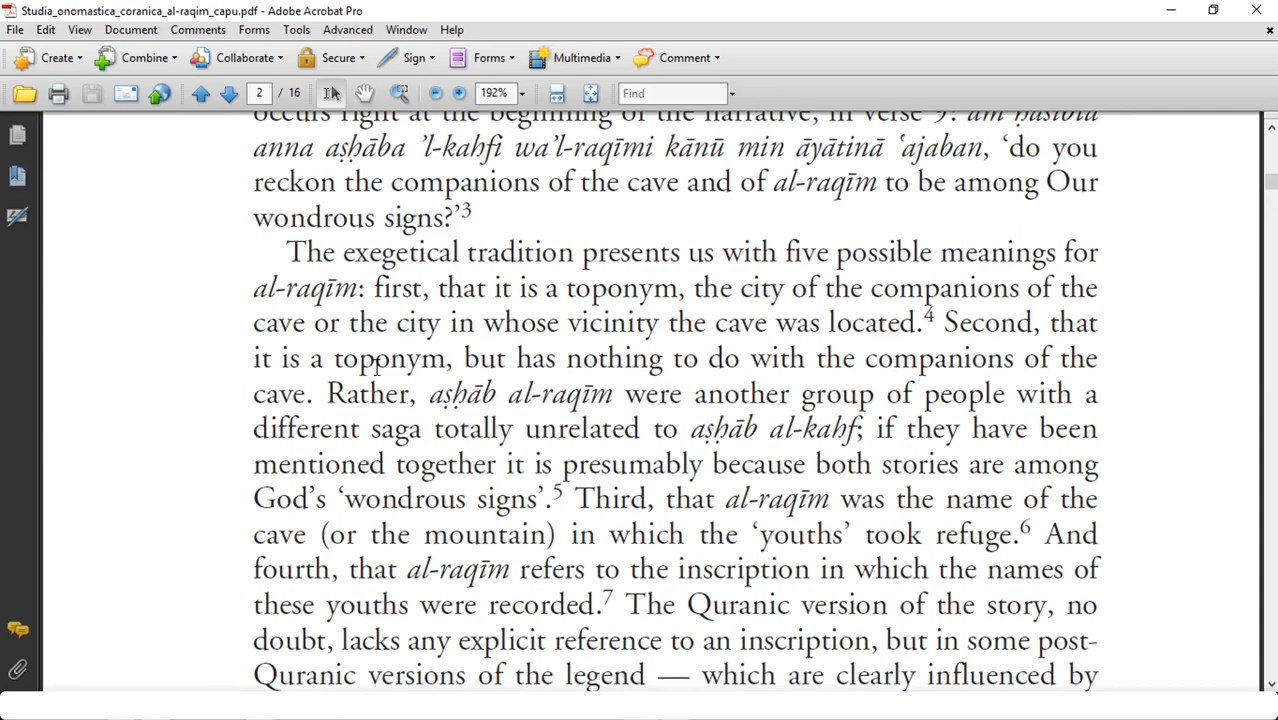 Studia_onomastica_coranica_al-raqim_capu.pdf - Adobe Acrobat Pro
File Edit View Document Comments Forms Tools Advanced Window Help
Create Combine Collaborate Secure Sign Forms Multimedia Comment
2 / 16 192% Find
occurs right at the beginning of the narrative, in verse 9: am ḥasibta
anna aṣḥāba ’l-kahfi wa’l-raqīmi kānū min āyātinā ʿajaban, ‘do you
reckon the companions of the cave and of al-raqīm to be among Our
wondrous signs?’3
The exegetical tradition presents us with five possible meanings for
al-raqīm: first, that it is a toponym, the city of the companions of the
cave or the city in whose vicinity the cave was located.4 Second, that
it is a toponym, but has nothing to do with the companions of the
cave. Rather, aṣḥāb al-raqīm were another group of people with a
different saga totally unrelated to aṣḥāb al-kahf; if they have been
mentioned together it is presumably because both stories are among
God’s ‘wondrous signs’.5 Third, that al-raqīm was the name of the
cave (or the mountain) in which the ‘youths’ took refuge.6 And
fourth, that al-raqīm refers to the inscription in which the names of
these youths were recorded.7 The Quranic version of the story, no
doubt, lacks any explicit reference to an inscription, but in some post-
Quranic versions of the legend — which are clearly influenced by